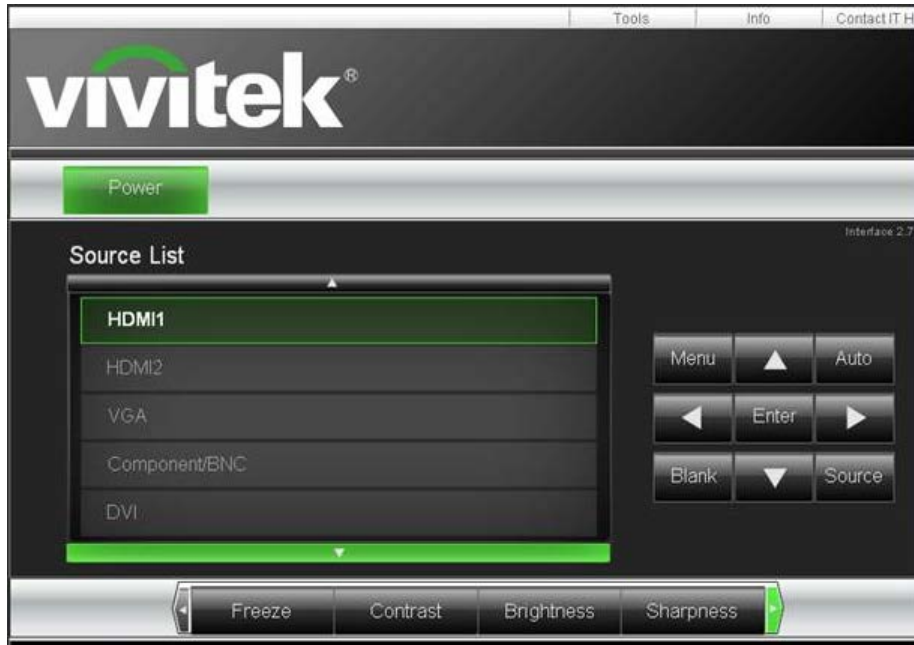 Tools Info Contact IT H
vivitek®
Power
Interface 2.7
Source List
HDMI1
HDMI2
VGA
Component/BNC
DVI
Menu Auto
Enter
Blank Source
Freeze Contrast Brightness Sharpness